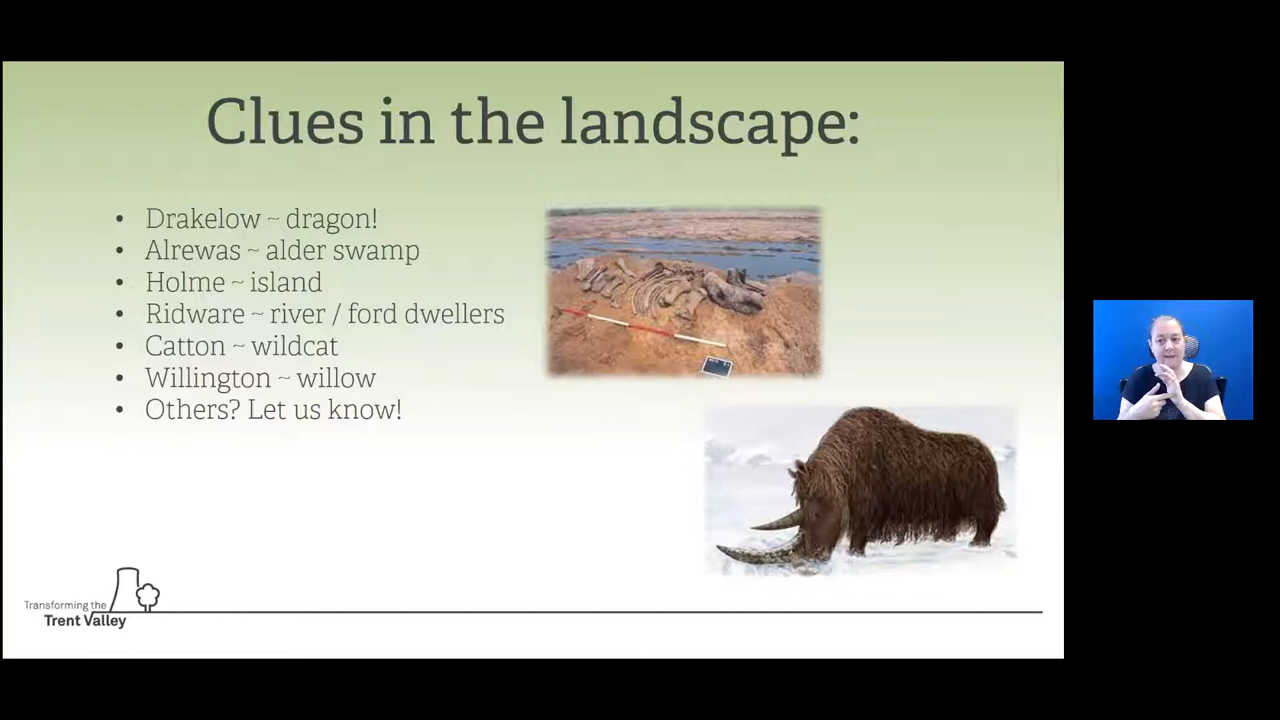 Clues in the landscape:
• Drakelow ~ dragon!
• Alrewas ~ alder swamp
• Holme ~ island
• Ridware ~ river / ford dwellers
• Catton ~ wildcat
• Willington ~ willow
• Others? Let us know!
Transforming the
Trent Valley